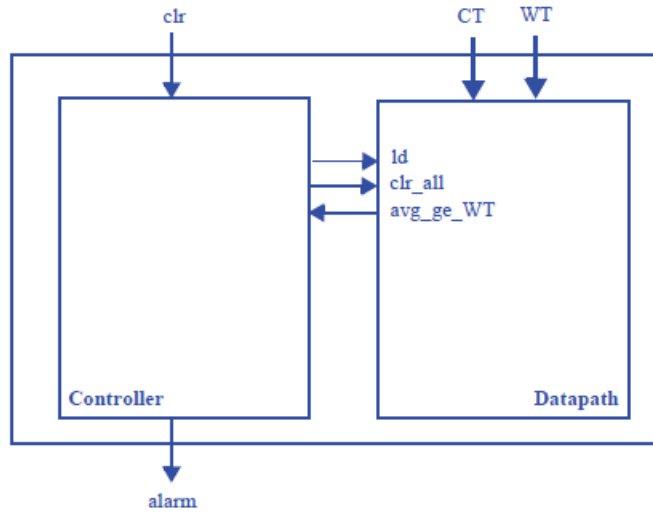 clr
CT
WT
ld
clr_all
avg_ge_WT
Controller
Datapath
alarm